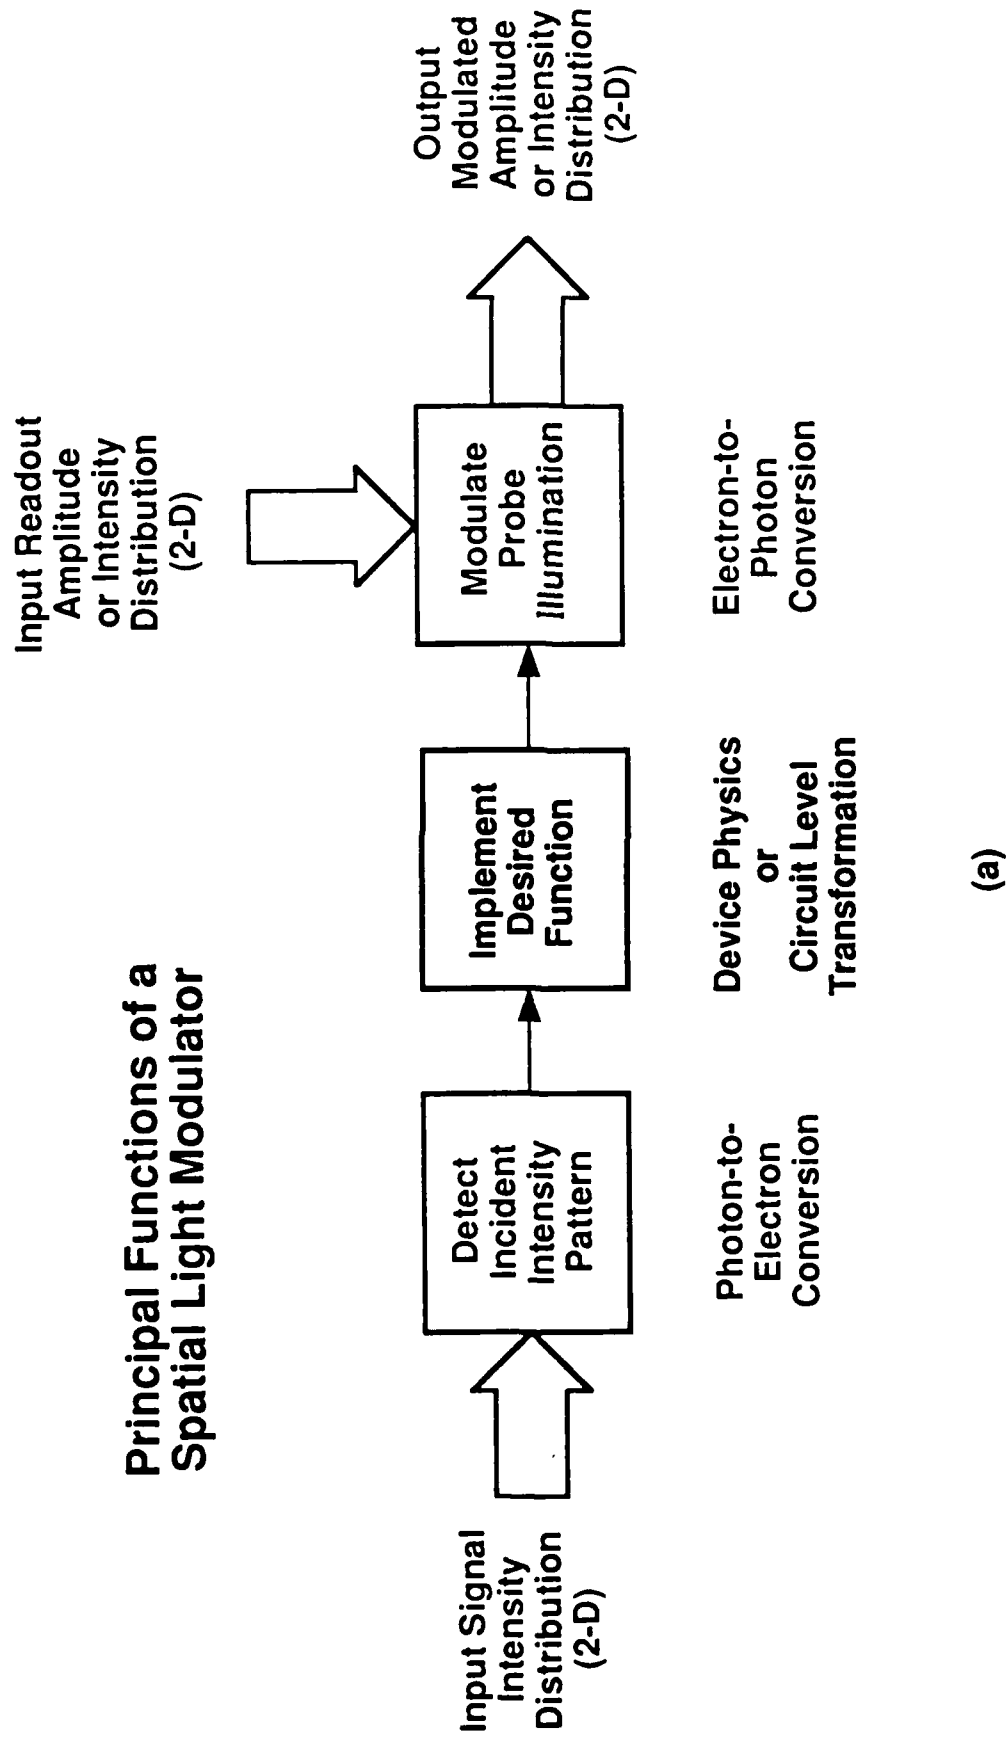 Principal Functions of a
Spatial Light Modulator
Input Readout
Amplitude
or Intensity
Distribution
(2-D)
Input Signal
Intensity
Distribution
(2-D)
Detect
Incident
Intensity
Pattern
Implement
Desired
Function
Modulate
Probe
Illumination
Output
Modulated
Amplitude
or Intensity
Distribution
(2-D)
Photon-to-
Electron
Conversion
Device Physics
or
Circuit Level
Transformation
Electron-to-
Photon
Conversion
(a)